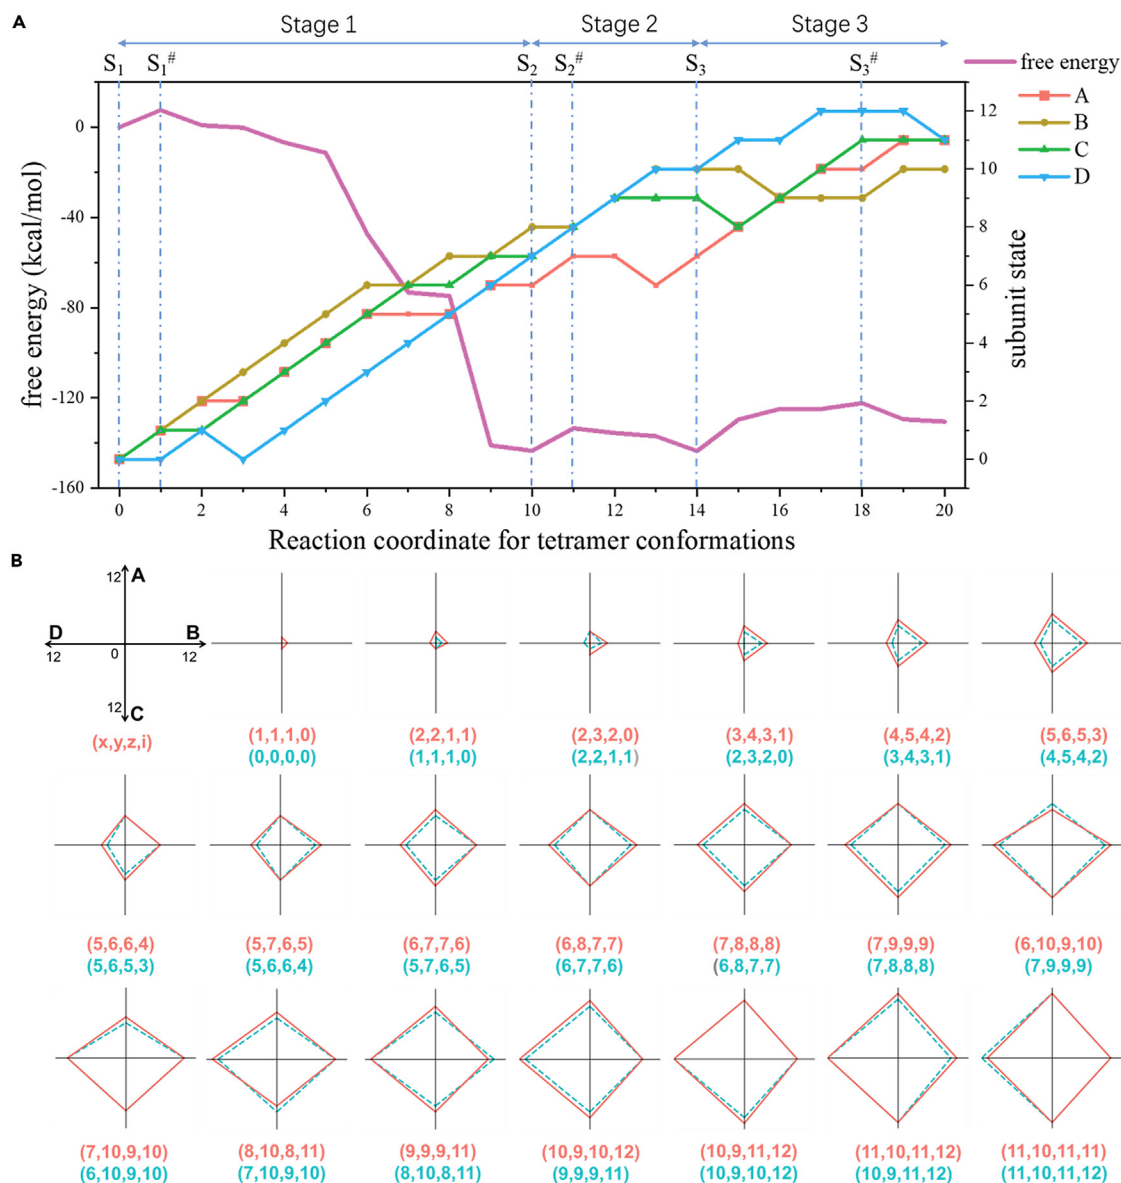 A
Stage 1 Stage 2 Stage 3
S1 S1# S2 S2# S3 S3#
free energy
A
B
C
D
free energy (kcal/mol)
0
-40
-80
-120
-160
subunit state
12
10
8
6
4
2
0
0 2 4 6 8 10 12 14 16 18 20
Reaction coordinate for tetramer conformations
B
12 A
D B
12 0 12
12 C
(x,y,z,i) (1,1,1,0) (2,2,1,1) (2,3,2,0) (3,4,3,1) (4,5,4,2) (5,6,5,3)
(0,0,0,0) (1,1,1,0) (2,2,1,1) (2,3,2,0) (3,4,3,1) (4,5,4,2)
(5,6,6,4) (5,7,6,5) (6,7,7,6) (6,8,7,7) (7,8,8,8) (7,9,9,9) (6,10,9,10)
(5,6,5,3) (5,6,6,4) (5,7,6,5) (6,7,7,6) (6,8,7,7) (7,8,8,8) (7,9,9,9)
(7,10,9,10) (8,10,8,11) (9,9,9,11) (10,9,10,12) (10,9,11,12) (11,10,11,12) (11,10,11,11)
(6,10,9,10) (7,10,9,10) (8,10,8,11) (9,9,9,11) (10,9,10,12) (10,9,11,12) (11,10,11,12)